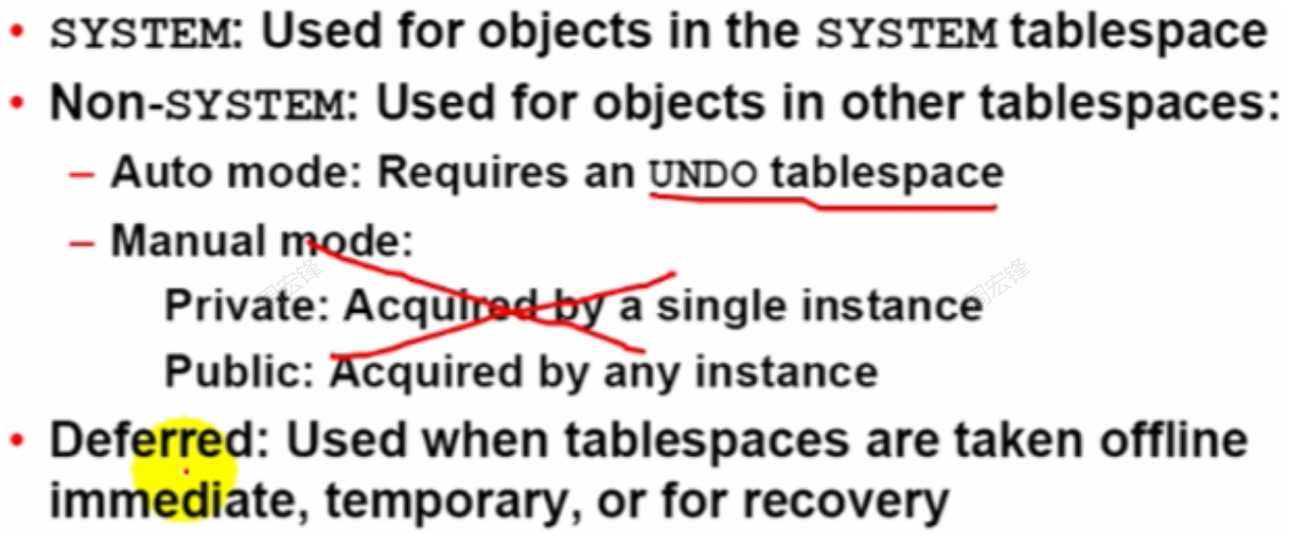 • SYSTEM: Used for objects in the SYSTEM tablespace
• Non-SYSTEM: Used for objects in other tablespaces:
– Auto mode: Requires an UNDO tablespace
– Manual mode:
Private: Acquired by a single instance
Public: Acquired by any instance
• Deferred: Used when tablespaces are taken offline
immediate, temporary, or for recovery